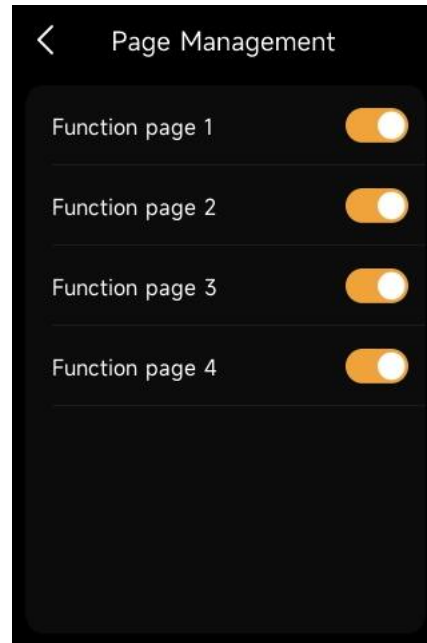 Page Management
Function page 1
Function page 2
Function page 3
Function page 4